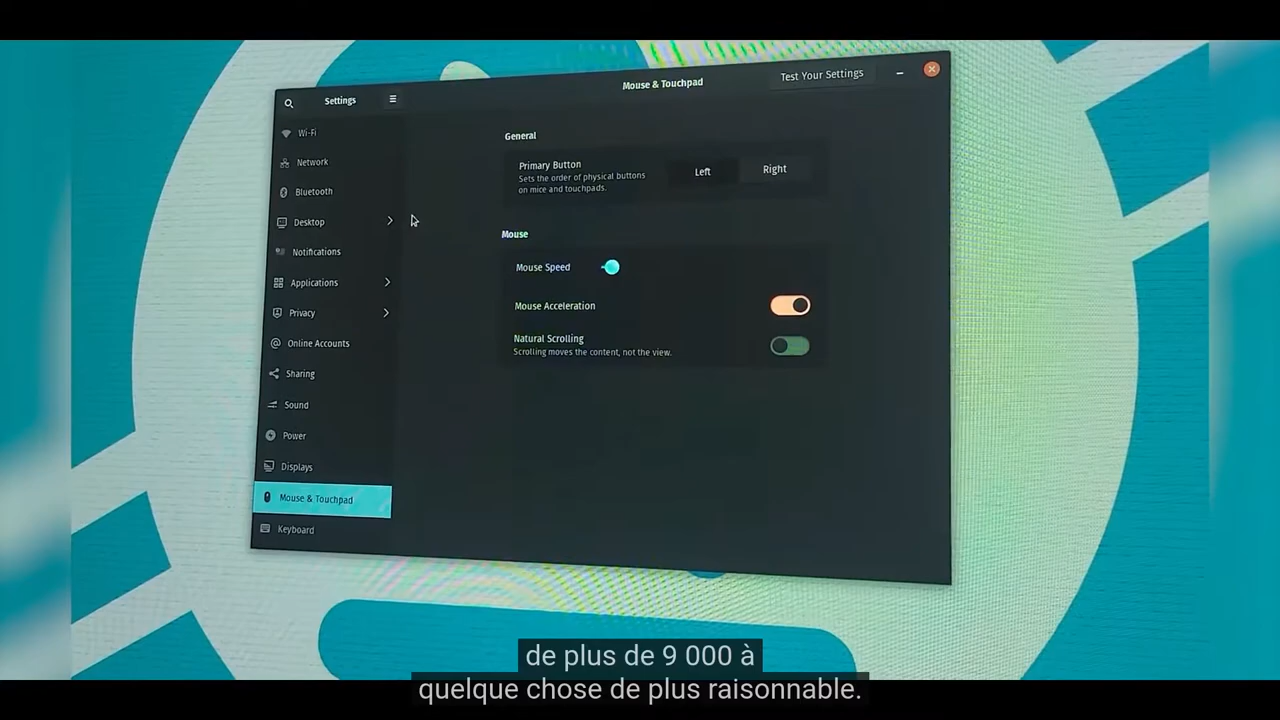 Settings
Mouse & Touchpad
Test Your Settings
Wi-Fi
Network
Bluetooth
Desktop
Notifications
Applications
Privacy
Online Accounts
Sharing
Sound
Power
Displays
Mouse & Touchpad
Keyboard
General
Primary Button
Sets the order of physical buttons
on mice and touchpads.
Left
Right
Mouse
Mouse Speed
Mouse Acceleration
Natural Scrolling
Scrolling moves the content, not the view.
de plus de 9 000 à
quelque chose de plus raisonnable.